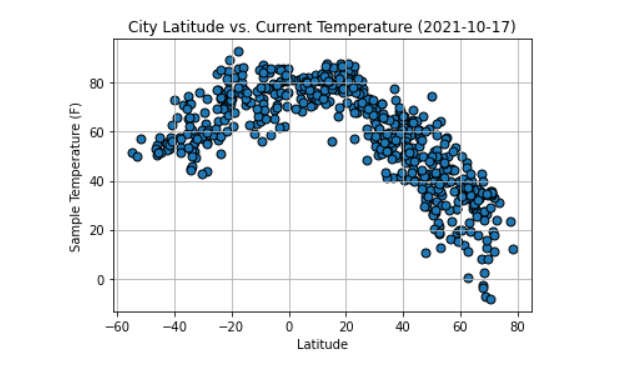 City Latitude vs. Current Temperature (2021-10-17)
Sample Temperature (F)
80
60
40
20
0
−60 −40 −20 0 20 40 60 80
Latitude